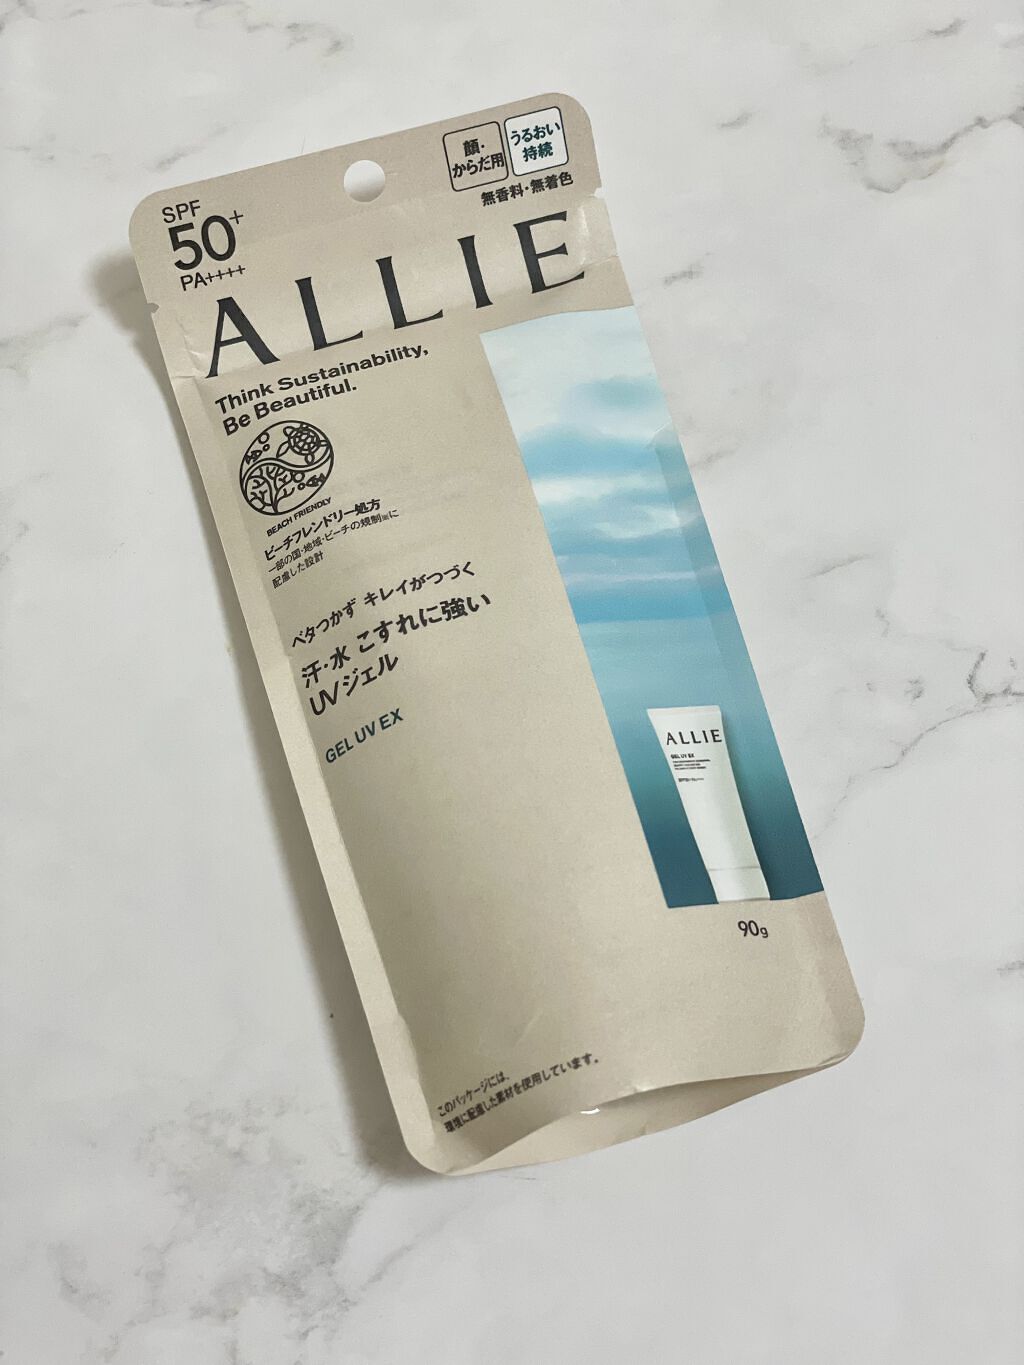 SPF
50+
PA++++
顔・
からだ用
うるおい
持続
無香料・無着色
ALLIE
Think Sustainability,
Be Beautiful.
BEACH FRIENDLY
ビーチフレンドリー処方
一部の国・地域・ビーチの規制※に
配慮した設計
ベタつかず キレイがつづく
汗・水 こすれに強い
UVジェル
GEL UV EX
ALLIE
GEL UV EX
90g
このパッケージには、
環境に配慮した素材を使用しています。